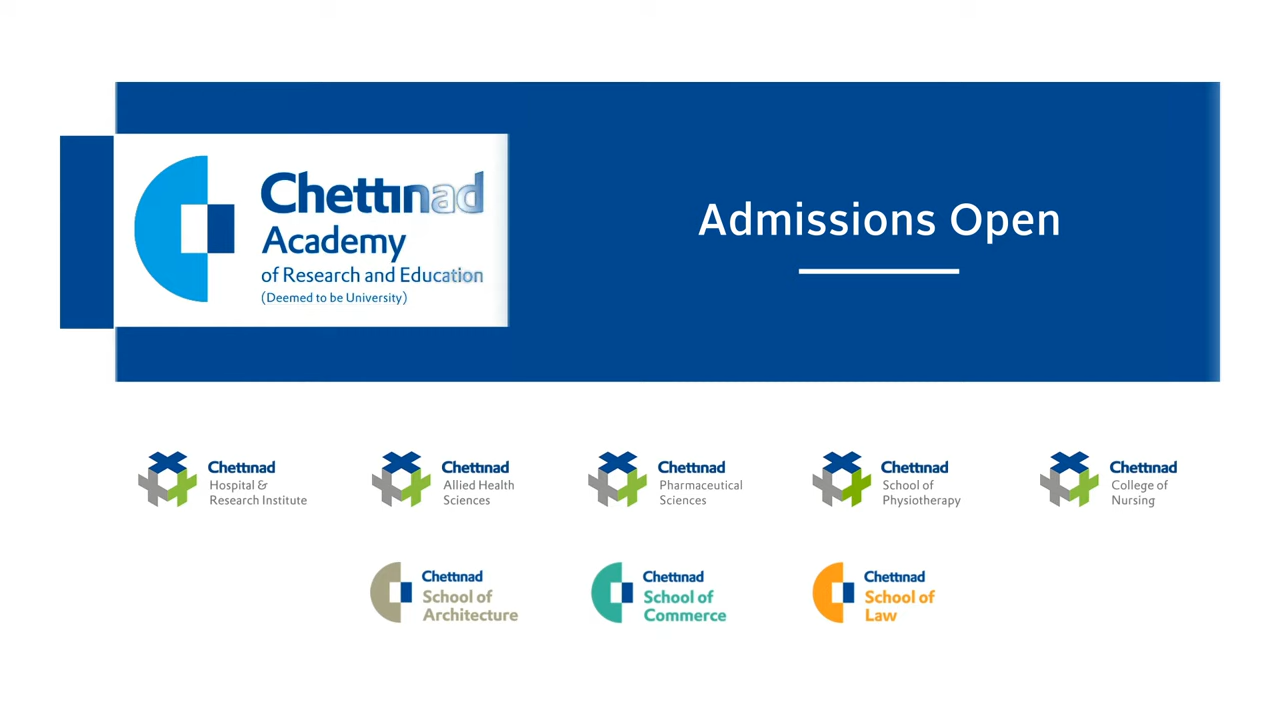 Chettinad
Academy
of Research and Education
(Deemed to be University)
Admissions Open
Chettinad
Hospital &
Research Institute
Chettinad
Allied Health
Sciences
Chettinad
Pharmaceutical
Sciences
Chettinad
School of
Physiotherapy
Chettinad
College of
Nursing
Chettinad
School of
Architecture
Chettinad
School of
Commerce
Chettinad
School of
Law